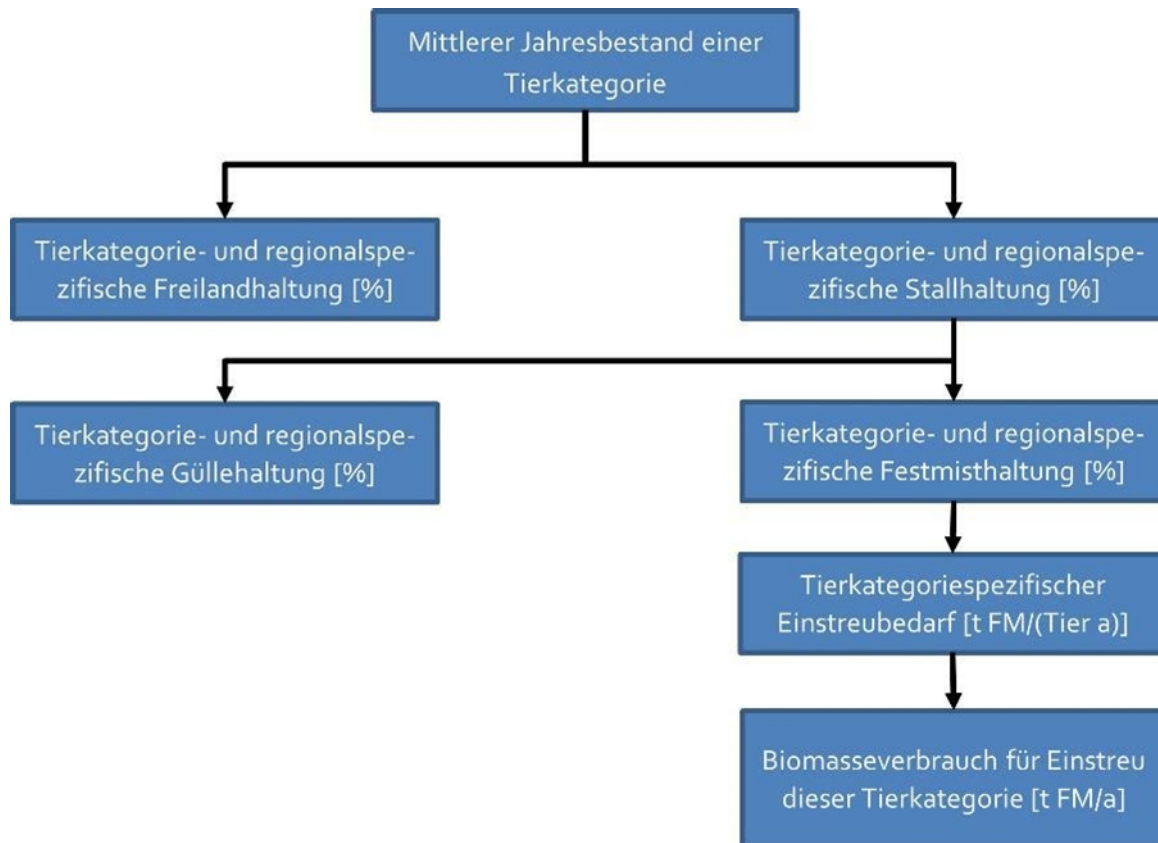 Mittlerer Jahresbestand einer
Tierkategorie
Tierkategorie- und regionalspe-
zifische Freilandhaltung [%]
Tierkategorie- und regionalspe-
zifische Stallhaltung [%]
Tierkategorie- und regionalspe-
zifische Güllehaltung [%]
Tierkategorie- und regionalspe-
zifische Festmisthaltung [%]
Tierkategoriespezifischer
Einstreubedarf [t FM/(Tier a)]
Biomasseverbrauch für Einstreu
dieser Tierkategorie [t FM/a]